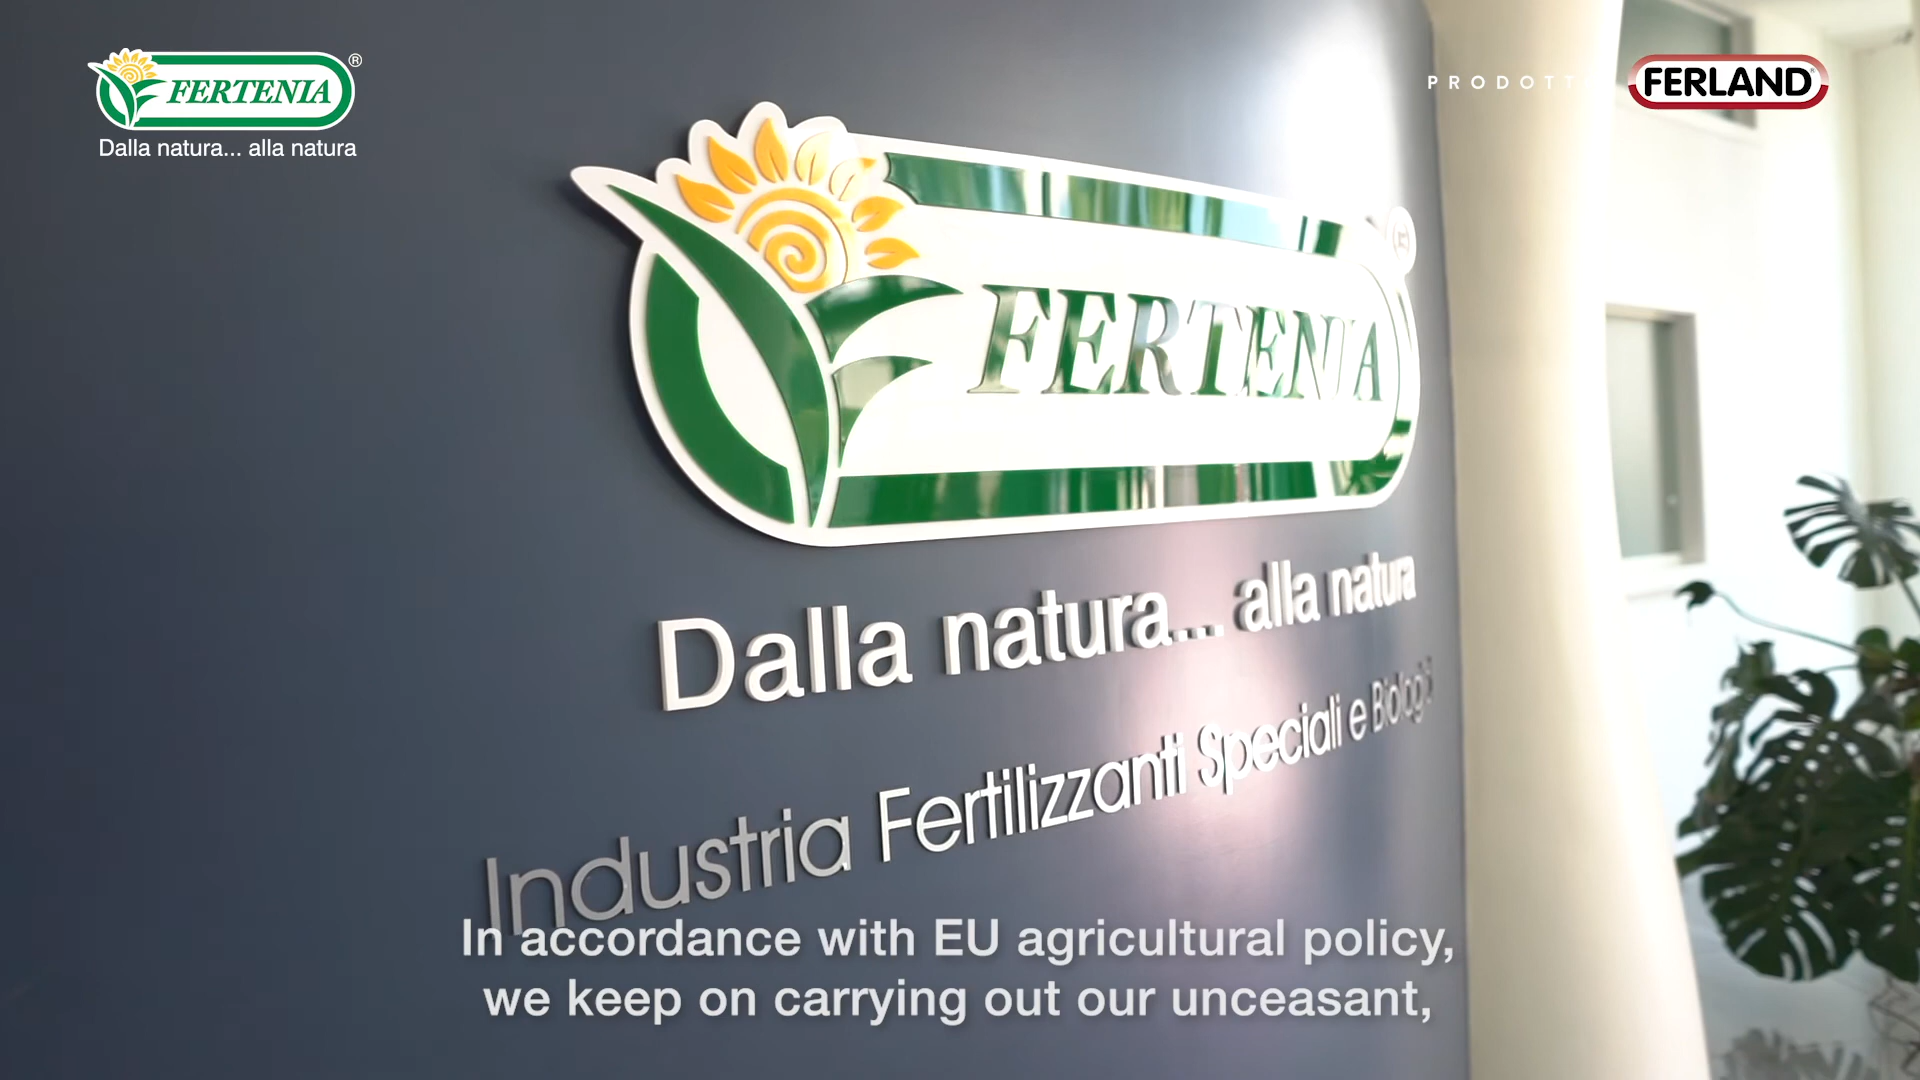 FERTENIA ®
Dalla natura... alla natura
PRODOTTI FERLAND
FERTENIA ®
Dalla natura... alla natura
Industria Fertilizzanti Speciali e Biologici
In accordance with EU agricultural policy,
we keep on carrying out our unceasant,